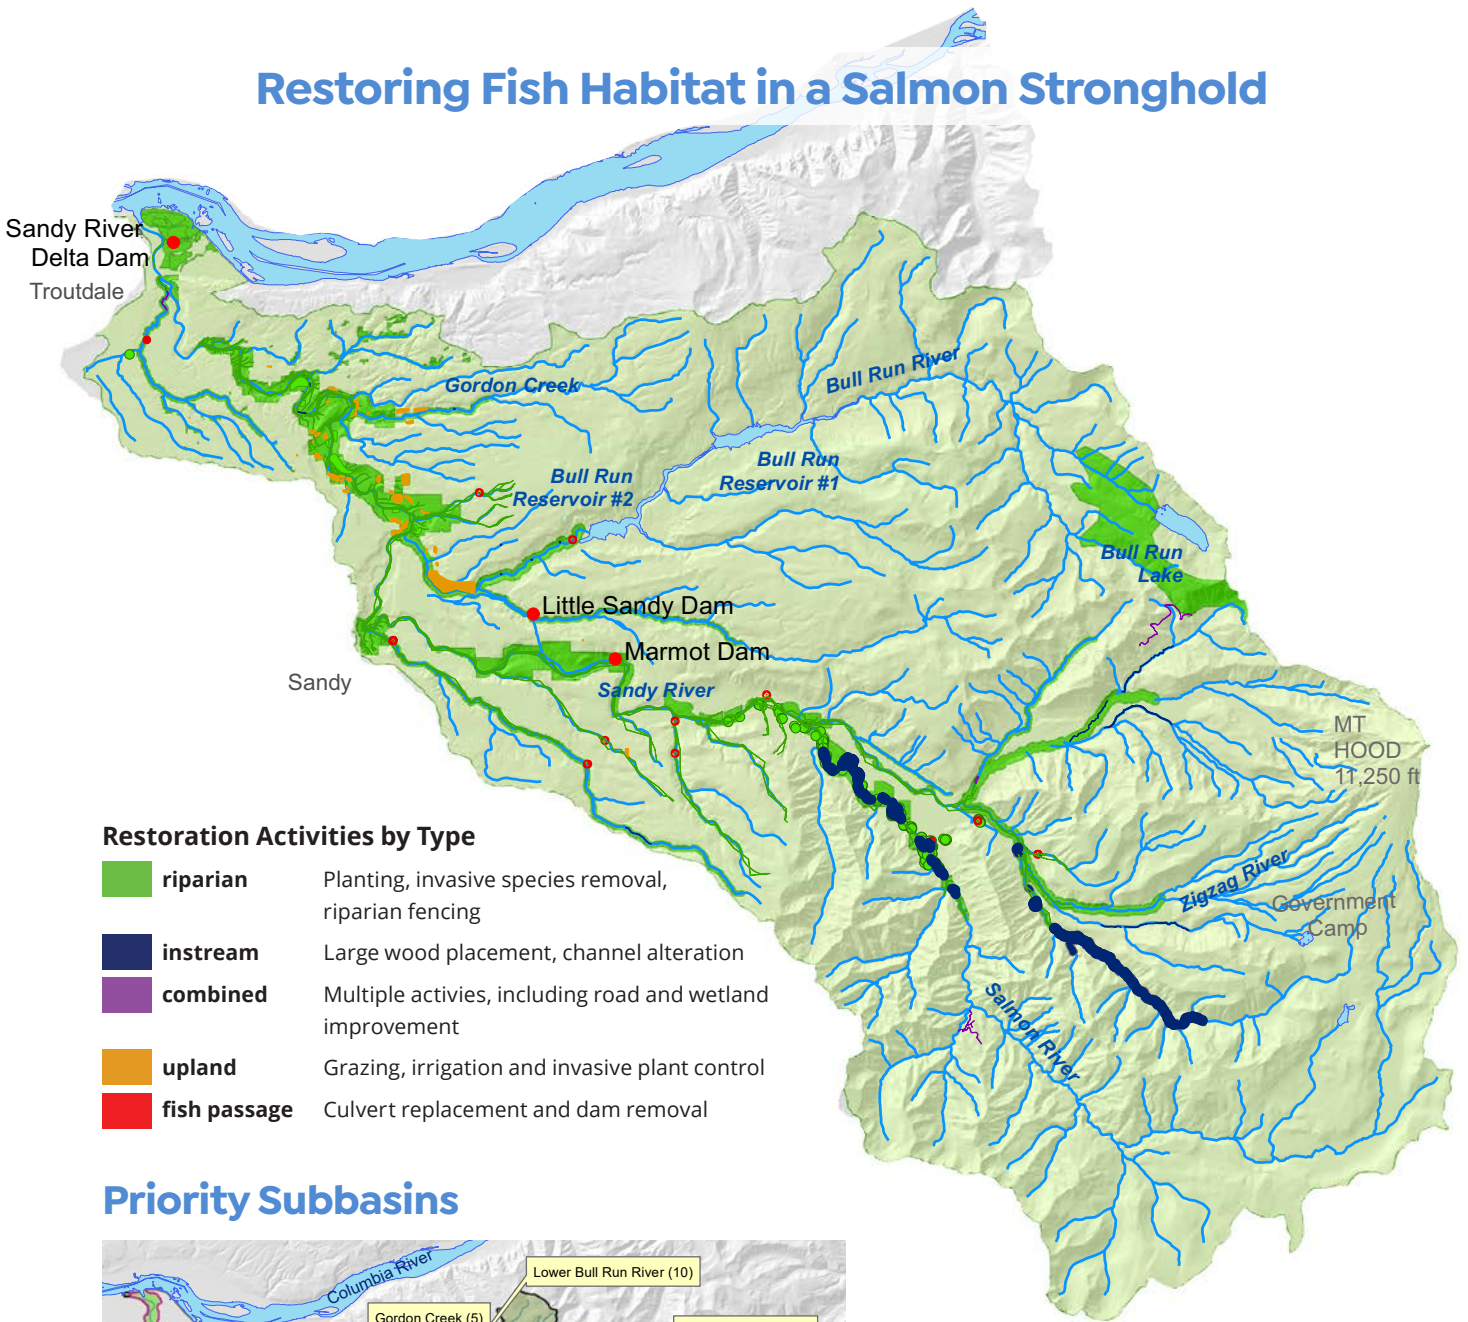 Restoring Fish Habitat in a Salmon Stronghold
Sandy River
Delta Dam
Troutdale
Gordon Creek
Bull Run River
Bull Run
Reservoir #1
Bull Run
Reservoir #2
Bull Run
Lake
Little Sandy Dam
Marmot Dam
Sandy River
Sandy
MT
HOOD
11,250 ft
Zigzag River
Government
Camp
Salmon River
Restoration Activities by Type
riparian Planting, invasive species removal,
riparian fencing
instream Large wood placement, channel alteration
combined Multiple activies, including road and wetland
improvement
upland Grazing, irrigation and invasive plant control
fish passage Culvert replacement and dam removal
Priority Subbasins
Columbia River
Lower Bull Run River (10)
Gordon Creek (5)